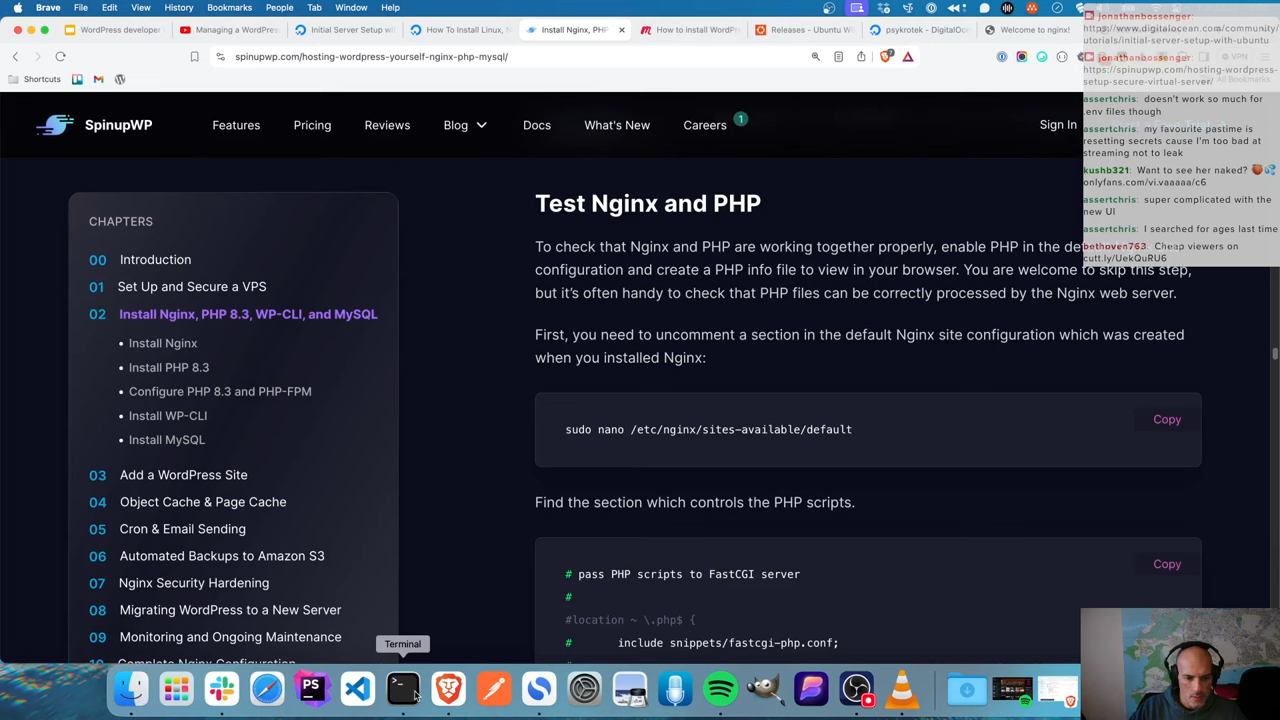 Brave File Edit View History Bookmarks People Tab Window Help
WordPress developer
Managing a WordPress
Initial Server Setup wi
How To Install Linux, N
Install Nginx, PHP
How to install WordPr
Releases - Ubuntu W
psykrotek - DigitalOce
Welcome to nginx!
spinupwp.com/hosting-wordpress-yourself-nginx-php-mysql/
VPN
Shortcuts
All Bookmarks
SpinupWP
Features
Pricing
Reviews
Blog
Docs
What's New
Careers
1
Sign In
jonathanbossenger:
https://www.digitalocean.com/community/
utorials/initial-server-setup-with-ubuntu
jonathanbossenger:
https://spinupwp.com/hosting-wordpress-
setup-secure-virtual-server/
assertchris: doesn't work so much for
.env files though
assertchris: my favourite pastime is
resetting secrets cause I'm too bad at
streaming not to leak
kushb321: Want to see her naked? 🍑💦
onlyfans.com/vi.vaaaaa/c6
assertchris: super complicated with the
new UI
assertchris: I searched for ages last time
bethoven763: Cheap viewers on
cutt.ly/UekQuRU6
CHAPTERS
00 Introduction
01 Set Up and Secure a VPS
02 Install Nginx, PHP 8.3, WP-CLI, and MySQL
• Install Nginx
• Install PHP 8.3
• Configure PHP 8.3 and PHP-FPM
• Install WP-CLI
• Install MySQL
03 Add a WordPress Site
04 Object Cache & Page Cache
05 Cron & Email Sending
06 Automated Backups to Amazon S3
07 Nginx Security Hardening
08 Migrating WordPress to a New Server
09 Monitoring and Ongoing Maintenance
10 Complete Nginx Configuration
Test Nginx and PHP
To check that Nginx and PHP are working together properly, enable PHP in the
configuration and create a PHP info file to view in your browser. You are welcome to skip this step,
but it's often handy to check that PHP files can be correctly processed by the Nginx web server.
First, you need to uncomment a section in the default Nginx site configuration which was created
when you installed Nginx:
Copy
sudo nano /etc/nginx/sites-available/default
Find the section which controls the PHP scripts.
Copy
# pass PHP scripts to FastCGI server
#
#location ~ \.php$ {
# include snippets/fastcgi-php.conf;
Terminal